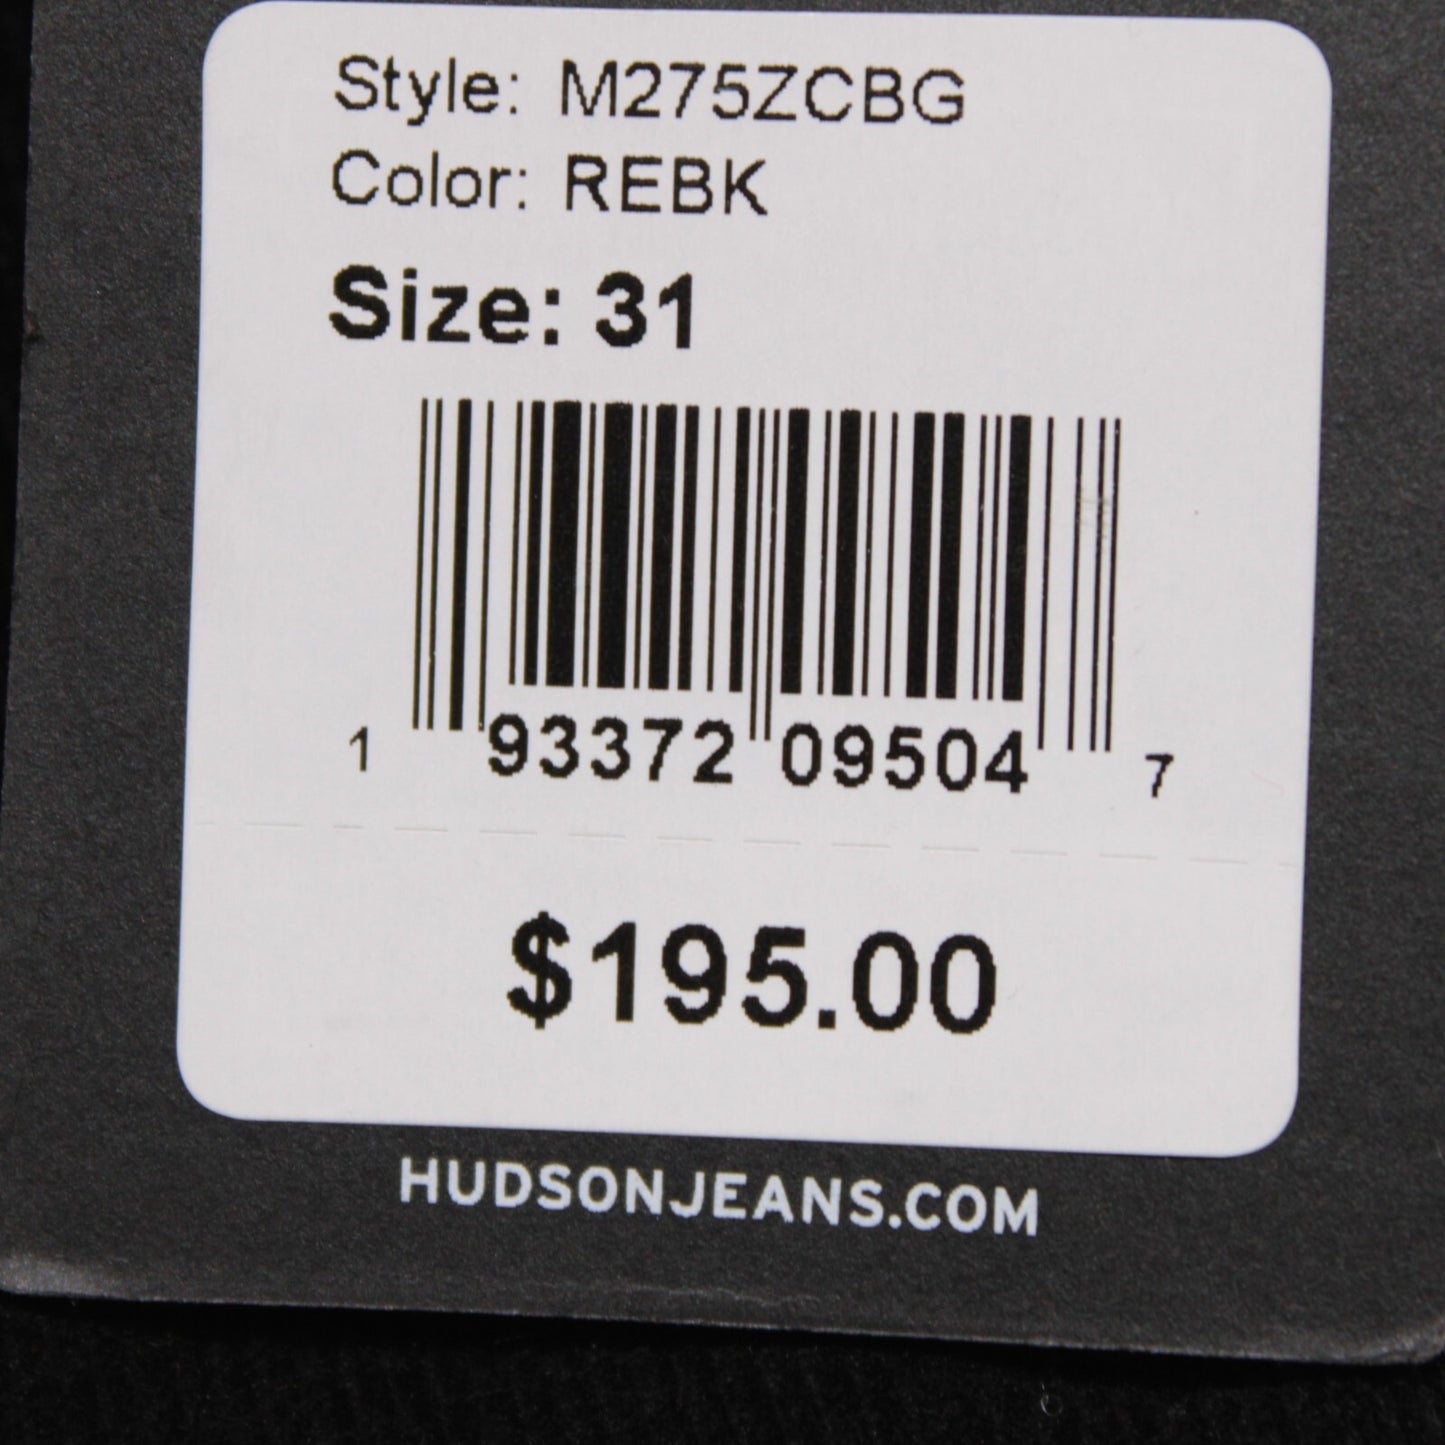 Style: M275ZCBG
Color: REBK
Size: 31
1 93372 09504 7
$195.00
HUDSONJEANS.COM